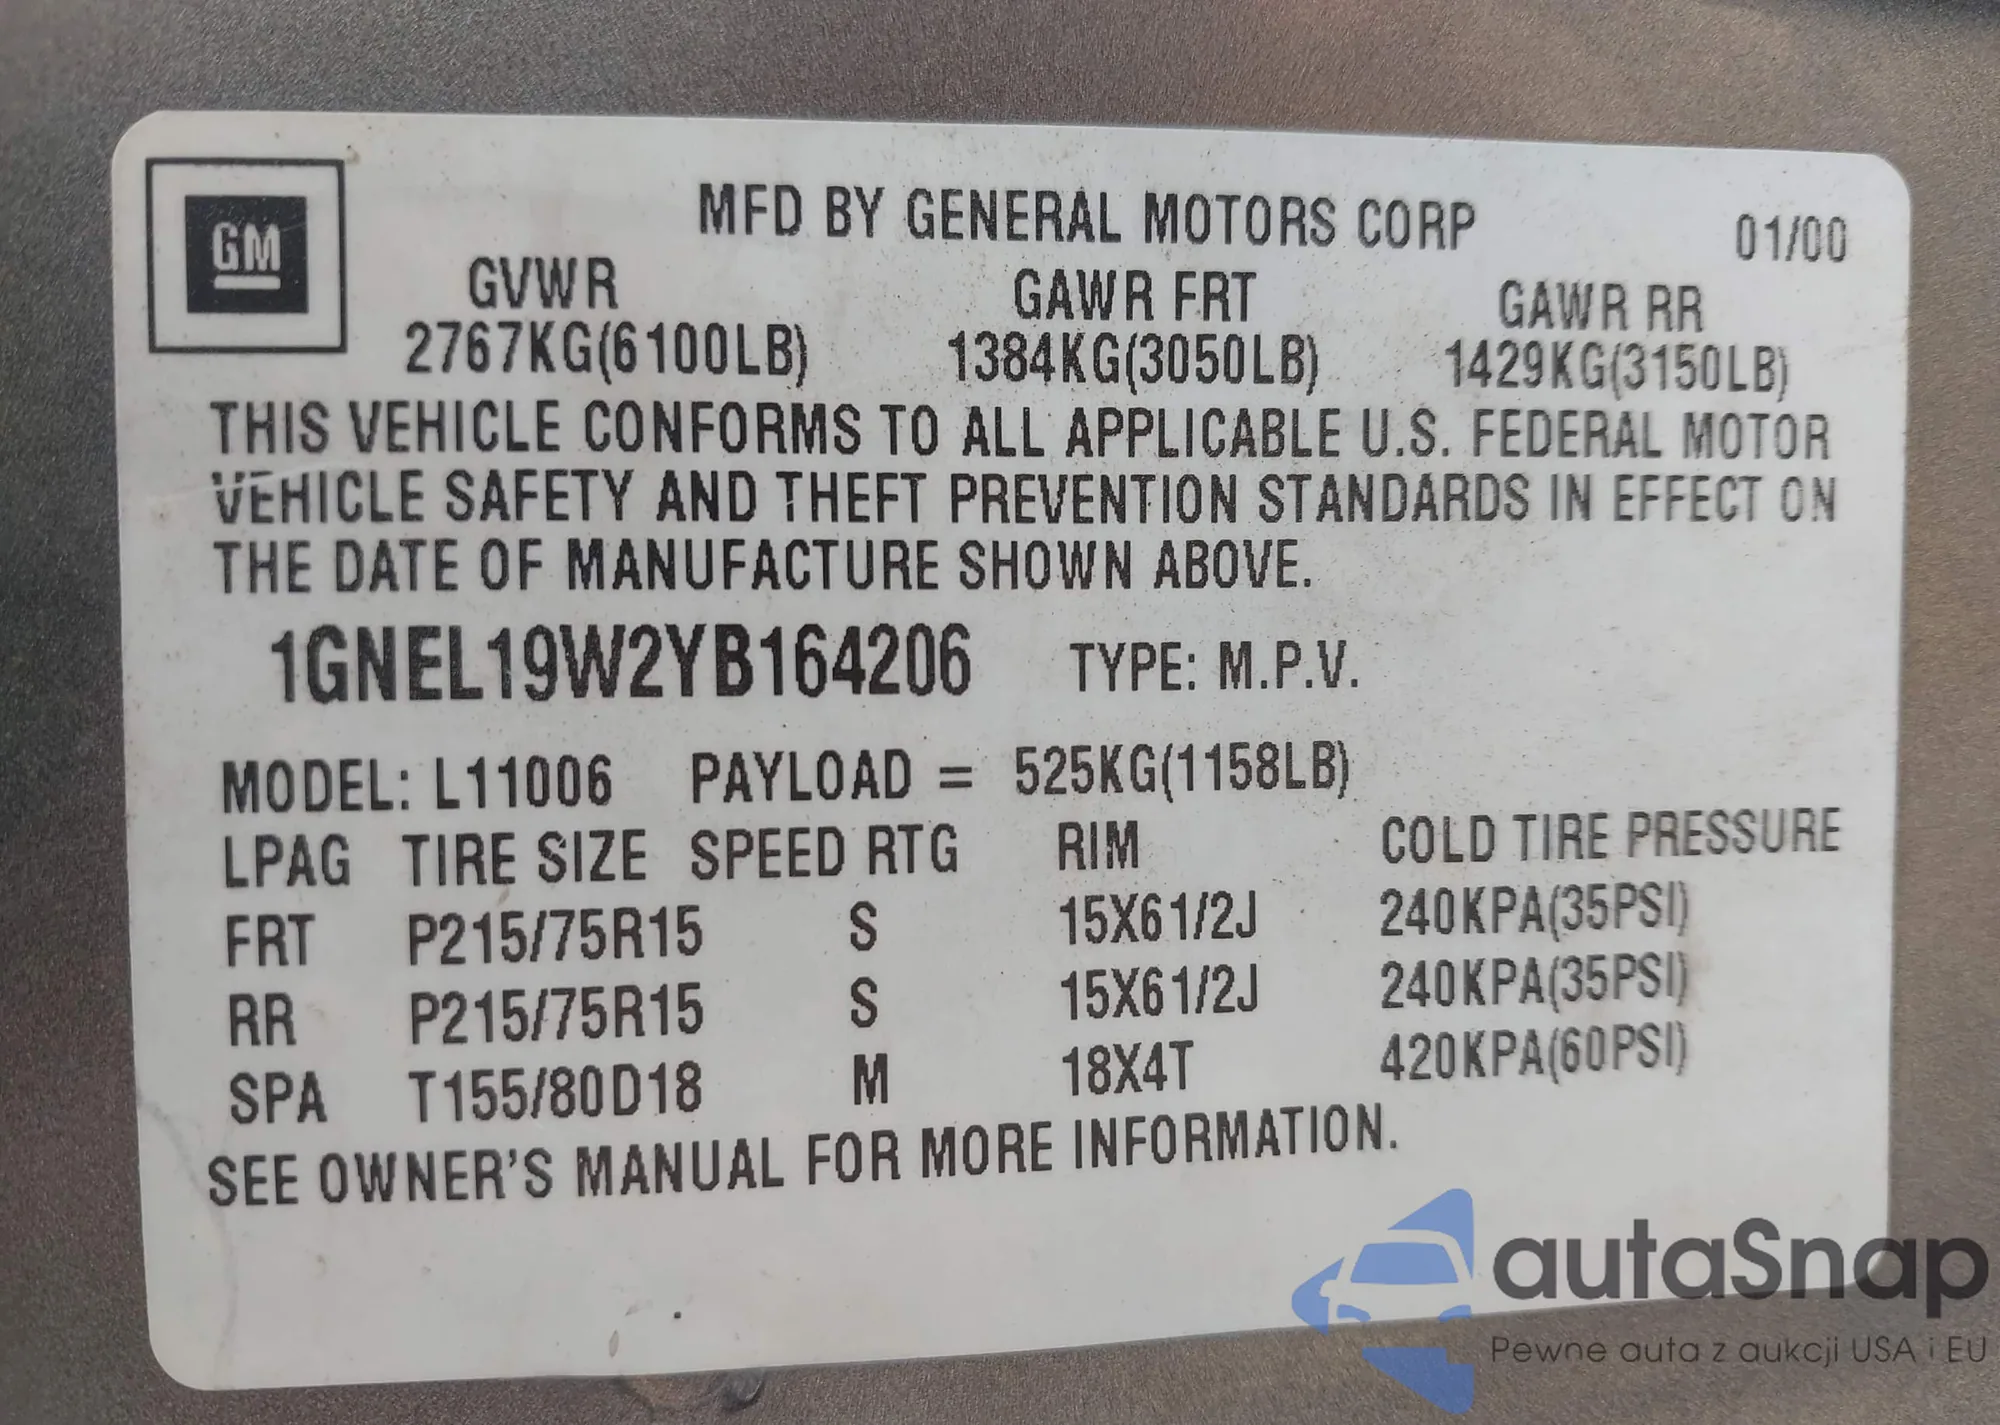 GM
MFD BY GENERAL MOTORS CORP 01/00
GVWR GAWR FRT GAWR RR
2767KG(6100LB) 1384KG(3050LB) 1429KG(3150LB)
THIS VEHICLE CONFORMS TO ALL APPLICABLE U.S. FEDERAL MOTOR
VEHICLE SAFETY AND THEFT PREVENTION STANDARDS IN EFFECT ON
THE DATE OF MANUFACTURE SHOWN ABOVE.
1GNEL19W2YB164206 TYPE: M.P.V.
MODEL: L11006 PAYLOAD = 525KG(1158LB)
LPAG TIRE SIZE SPEED RTG RIM COLD TIRE PRESSURE
FRT P215/75R15 S 15X61/2J 240KPA(35PSI)
RR P215/75R15 S 15X61/2J 240KPA(35PSI)
SPA T155/80D18 M 18X4T 420KPA(60PSI)
SEE OWNER'S MANUAL FOR MORE INFORMATION.
autaSnap
Pewne auta z aukcji USA i EU